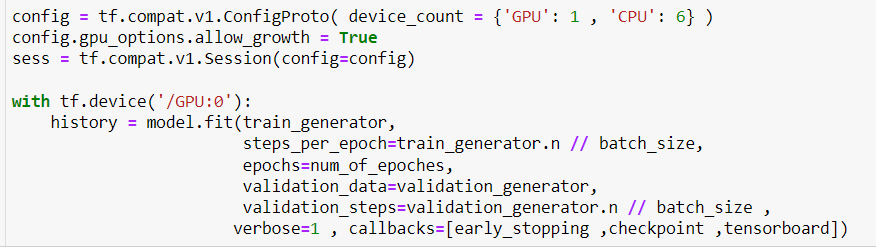 config = tf.compat.v1.ConfigProto( device_count = {'GPU': 1 , 'CPU': 6} )
config.gpu_options.allow_growth = True
sess = tf.compat.v1.Session(config=config)

with tf.device('/GPU:0'):
    history = model.fit(train_generator,
                        steps_per_epoch=train_generator.n // batch_size,
                        epochs=num_of_epoches,
                        validation_data=validation_generator,
                        validation_steps=validation_generator.n // batch_size ,
                       verbose=1 , callbacks=[early_stopping ,checkpoint ,tensorboard])